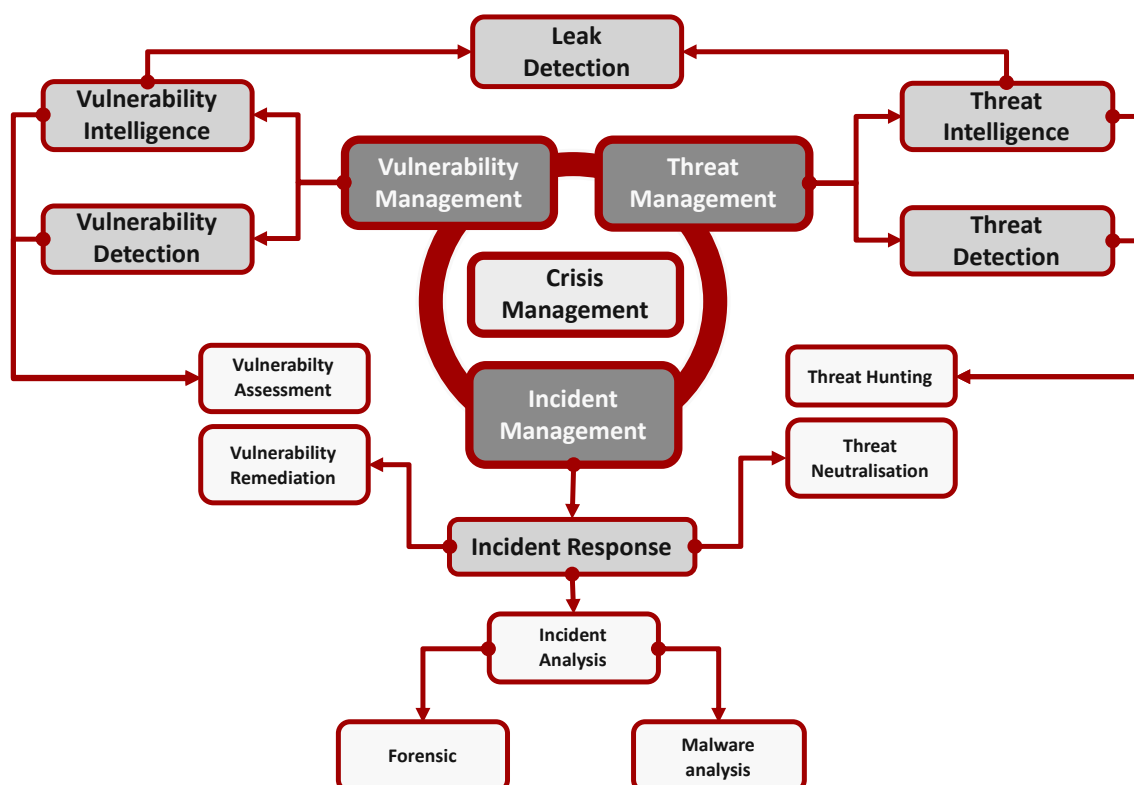 Leak
Detection
Vulnerability
Intelligence
Threat
Intelligence
Vulnerability
Management
Threat
Management
Vulnerability
Detection
Threat
Detection
Crisis
Management
Vulnerabilty
Assessment
Threat Hunting
Incident
Management
Vulnerability
Remediation
Threat
Neutralisation
Incident Response
Incident
Analysis
Forensic
Malware
analysis